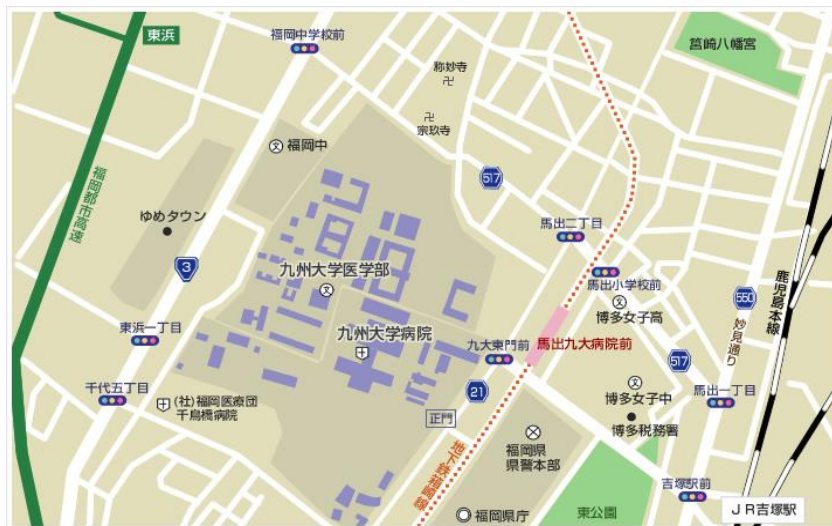 東浜
福岡中学校前
筥崎八幡宮
称妙寺
宗玖寺
福岡中
517
福岡都市高速
ゆめタウン
馬出二丁目
3
九州大学医学部
馬出小学校前
550
鹿児島本線
博多女子高
妙見通り
東浜一丁目
九州大学病院
九大東門前
馬出九大病院前
517
千代五丁目
21
博多女子中
馬出一丁目
(社)福岡医療団
千鳥橋病院
正門
博多税務署
地下鉄箱崎線
福岡県
県警本部
吉塚駅前
福岡県庁
東公園
JR吉塚駅